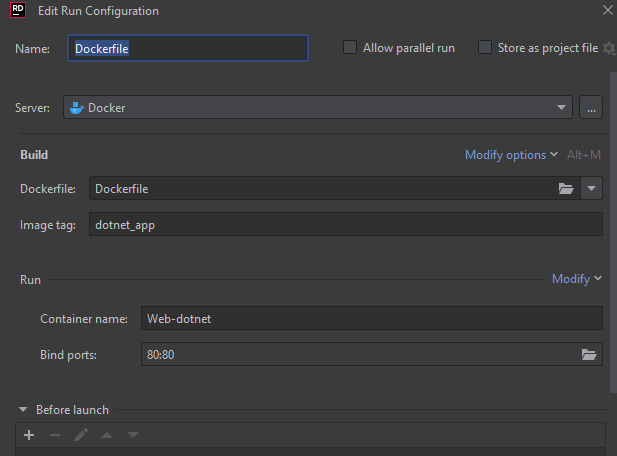 RD Edit Run Configuration
Name: Dockerfile Allow parallel run Store as project file
Server: Docker ...
Build Modify options Alt+M
Dockerfile: Dockerfile
Image tag: dotnet_app
Run Modify
Container name: Web-dotnet
Bind ports: 80:80
Before launch